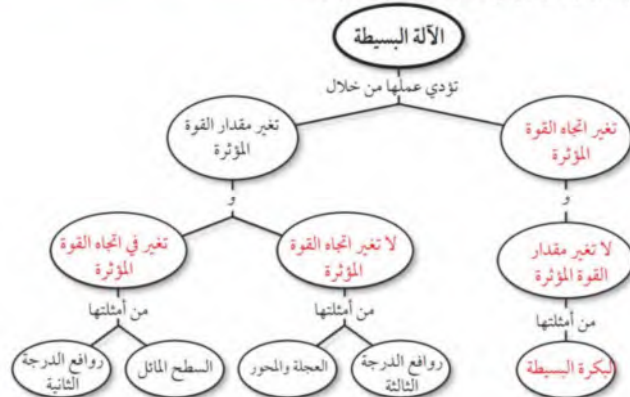 الآلة البسيطة
تؤدي عملها من خلال
تغير اتجاه القوة
المؤثرة
تغير مقدار القوة
المؤثرة
و
و
لا تغير مقدار
القوة المؤثرة
لا تغير اتجاه القوة
المؤثرة
تغير في اتجاه القوة
المؤثرة
من أمثلتها
من أمثلتها
من أمثلتها
البكرة البسيطة
روافع الدرجة
الثالثة
العجلة والمحور
السطح المائل
روافع الدرجة
الثانية